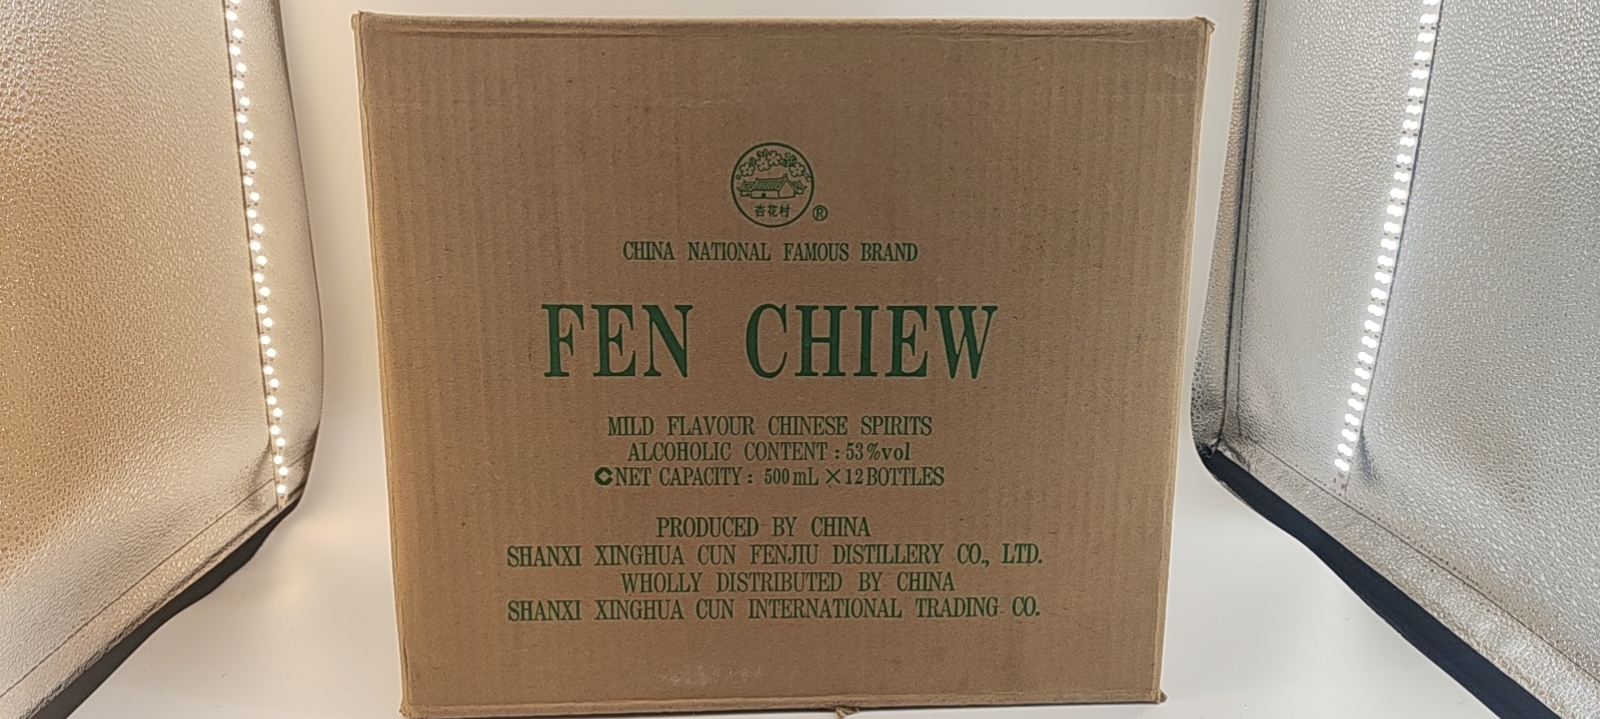 杏花村
®
CHINA NATIONAL FAMOUS BRAND
FEN CHIEW
MILD FLAVOUR CHINESE SPIRITS
ALCOHOLIC CONTENT : 53%vol
NET CAPACITY : 500mL ×12BOTTLES
PRODUCED BY CHINA
SHANXI XINGHUA CUN FENJIU DISTILLERY CO., LTD.
WHOLLY DISTRIBUTED BY CHINA
SHANXI XINGHUA CUN INTERNATIONAL TRADING CO.